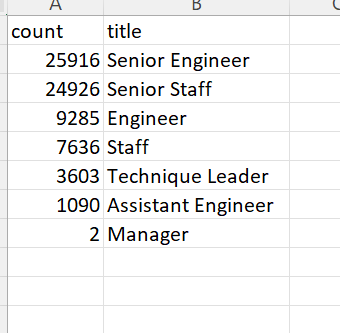 A B
count title
25916 Senior Engineer
24926 Senior Staff
9285 Engineer
7636 Staff
3603 Technique Leader
1090 Assistant Engineer
2 Manager